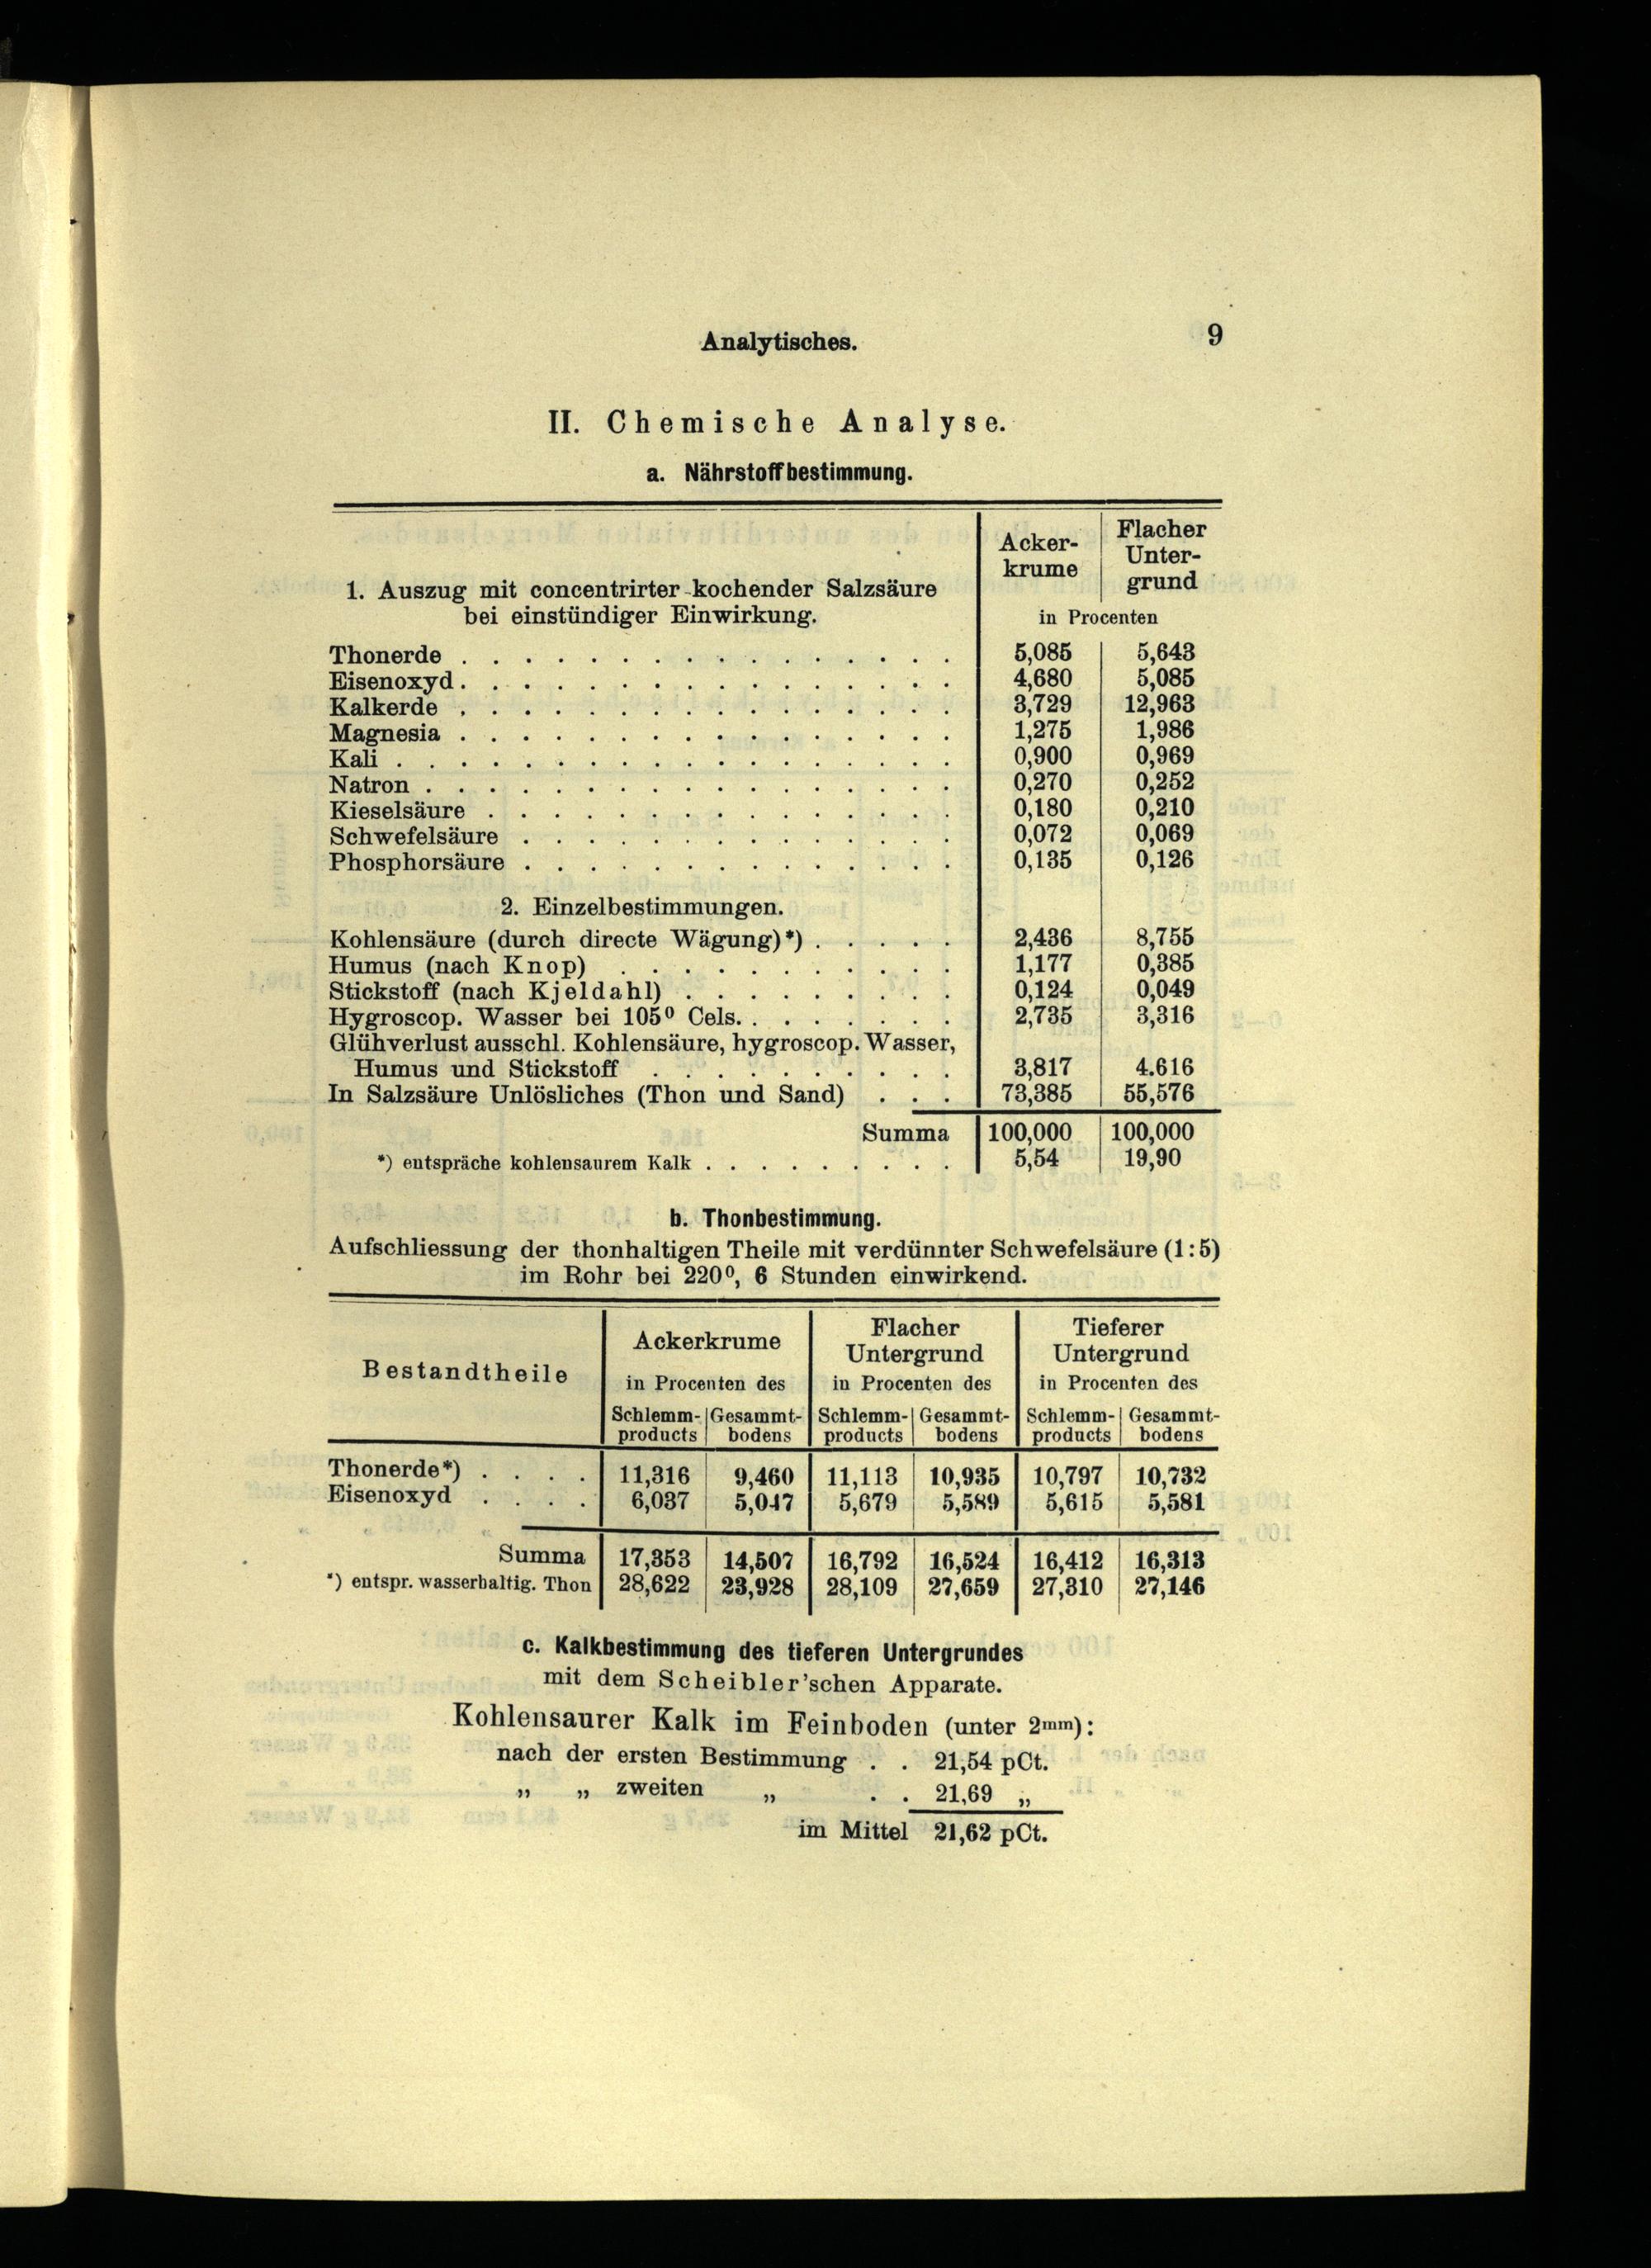 Analytisches. 9
II. Chemische Analyse.
a. Nährstoffbestimmung.
1. Auszug mit concentrirter kochender Salzsäure
bei einstündiger Einwirkung.
Acker-
krume
Flacher
Unter-
grund
in Procenten
Thonerde . . . . . . . . . . . . . . . . 5,085 5,643
Eisenoxyd. . . . . . . . . . . . . . . . 4,680 5,085
Kalkerde . . . . . . . . . . . . . . . . 3,729 12,963
Magnesia . . . . . . . . . . . . . . . . 1,275 1,986
Kali . . . . . . . . . . . . . . . . . . 0,900 0,969
Natron . . . . . . . . . . . . . . . . . 0,270 0,252
Kieselsäure . . . . . . . . . . . . . . . 0,180 0,210
Schwefelsäure . . . . . . . . . . . . . . 0,072 0,069
Phosphorsäure . . . . . . . . . . . . . . 0,135 0,126
2. Einzelbestimmungen.
Kohlensäure (durch directe Wägung)*) . . . . . 2,436 8,755
Humus (nach Knop) . . . . . . . . . . . 1,177 0,385
Stickstoff (nach Kjeldahl) . . . . . . . . . 0,124 0,049
Hygroscop. Wasser bei 105⁰ Cels. . . . . . . . 2,735 3,316
Glühverlust ausschl. Kohlensäure, hygroscop. Wasser,
Humus und Stickstoff . . . . . . . . . . 3,817 4.616
In Salzsäure Unlösliches (Thon und Sand) . . . 73,385 55,576
Summa 100,000 100,000
*) entspräche kohlensaurem Kalk . . . . . . . . . 5,54 19,90
b. Thonbestimmung.
Aufschliessung der thonhaltigen Theile mit verdünnter Schwefelsäure (1:5)
im Rohr bei 220⁰, 6 Stunden einwirkend.
Bestandtheile
Ackerkrume
in Procenten des
Schlemm-
products
Gesammt-
bodens
Flacher
Untergrund
in Procenten des
Schlemm-
products
Gesammt-
bodens
Tieferer
Untergrund
in Procenten des
Schlemm-
products
Gesammt-
bodens
Thonerde*) . . . . 11,316 9,460 11,113 10,935 10,797 10,732
Eisenoxyd . . . . 6,037 5,047 5,679 5,589 5,615 5,581
Summa 17,353 14,507 16,792 16,524 16,412 16,313
*) entspr. wasserhaltig. Thon 28,622 23,928 28,109 27,659 27,310 27,146
c. Kalkbestimmung des tieferen Untergrundes
mit dem Scheibler'schen Apparate.
Kohlensaurer Kalk im Feinboden (unter 2mm):
nach der ersten Bestimmung . . 21,54 pCt.
„ „ zweiten „ . . 21,69 „
im Mittel 21,62 pCt.